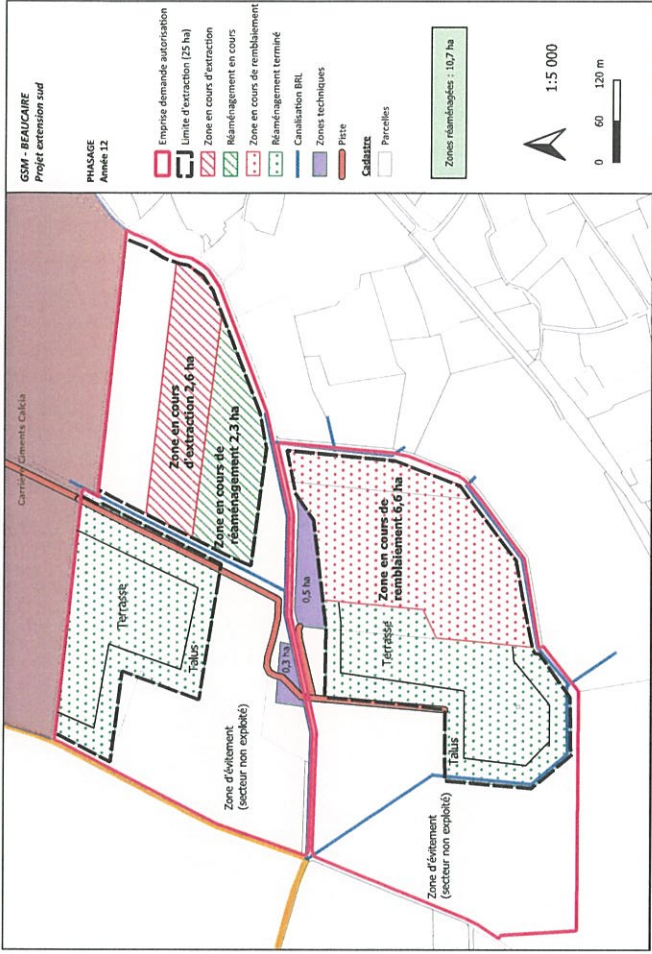 GSM - BEAUCAIRE
Projet extension sud
PHASAGE
Année 12
Emprise demande autorisation
Limite d'extraction (25 ha)
Zone en cours d'extraction
Réaménagement en cours
Zone en cours de remblaiement
Réaménagement terminé
Canalisation BRL
Zones techniques
Piste
Cadastre
Parcelles
Zones réaménagées : 10,7 ha
1:5 000
0 60 120 m
Carrière Ciments Calcia
Terrasse
Talus
Zone en cours
d'extraction 2,6 ha
Zone en cours de
réaménagement 2,3 ha
Zone d'évitement
(secteur non exploité)
0,3 ha
0,5 ha
Zone en cours de
remblaiement 6,6 ha
Terrasse
Talus
Zone d'évitement
(secteur non exploité)